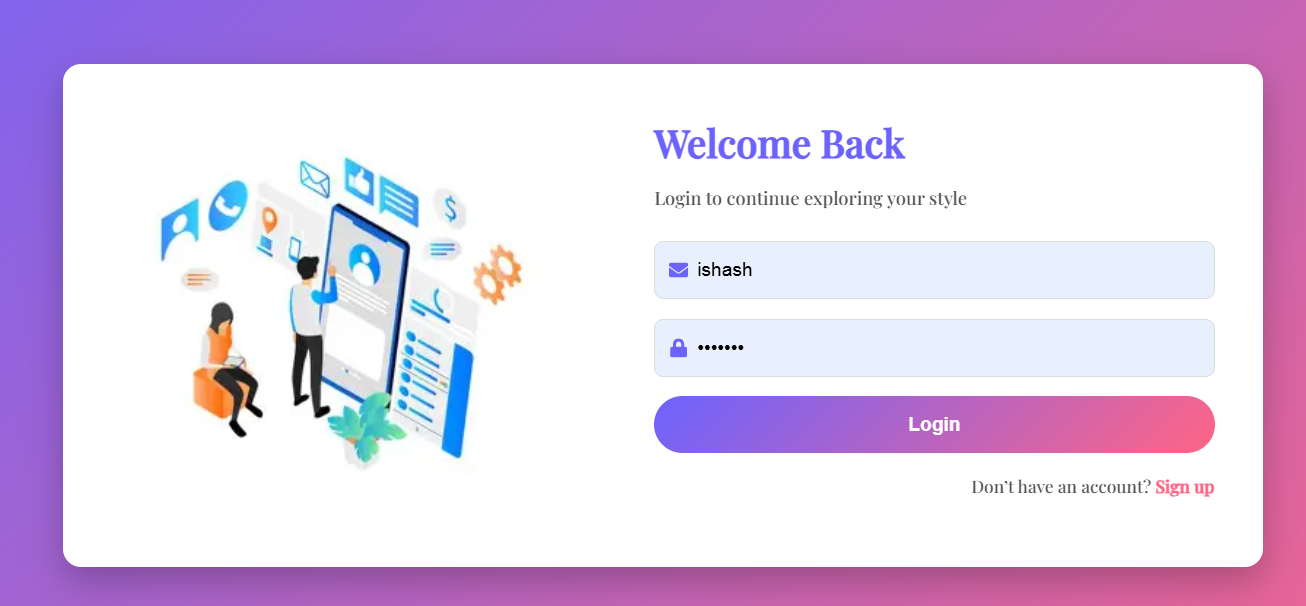 Welcome Back
Login to continue exploring your style
ishash
•••••••
Login
Don’t have an account? Sign up